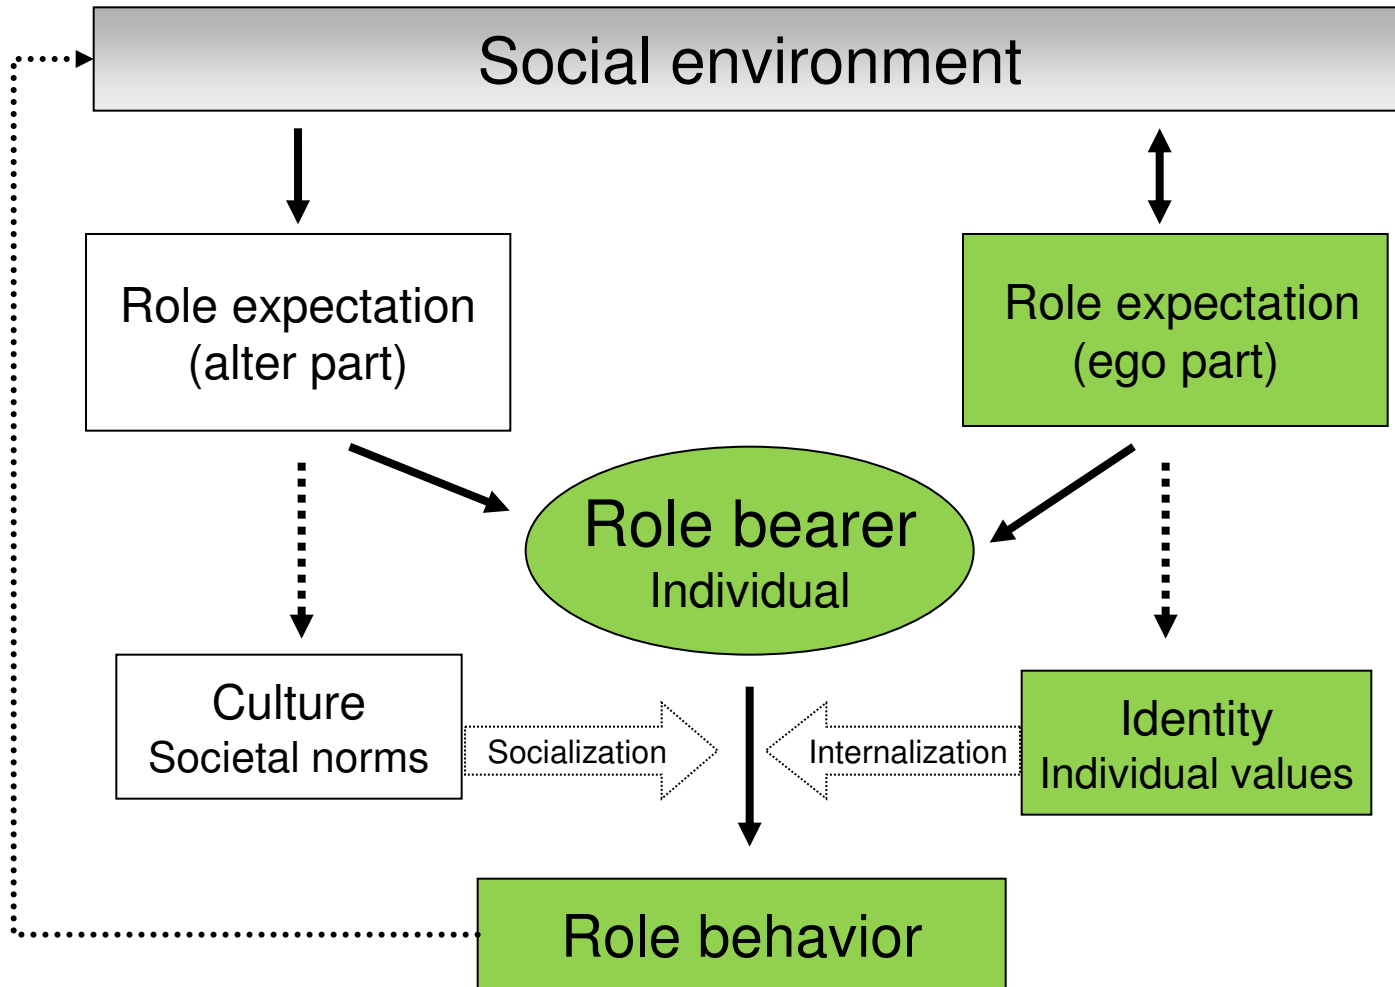 Social environment
Role expectation
(alter part)
Role expectation
(ego part)
Role bearer
Individual
Culture
Societal norms
Socialization
Internalization
Identity
Individual values
Role behavior